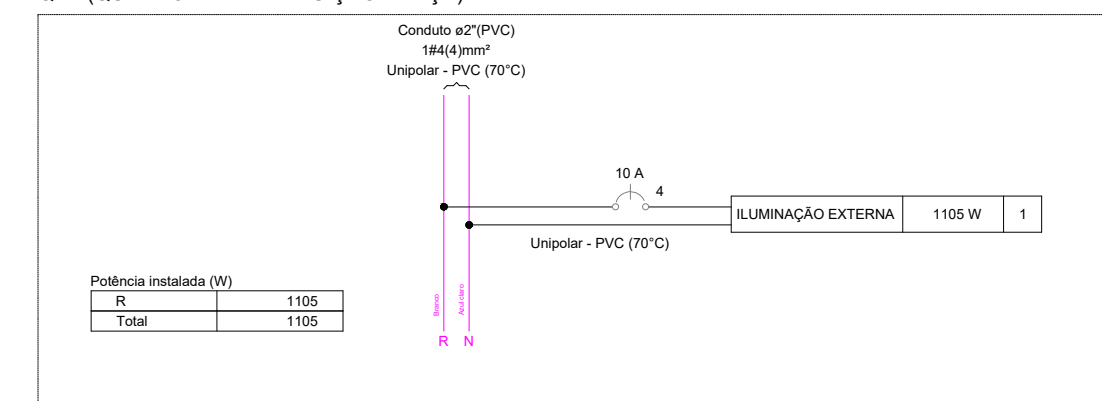 Conduto ø2"(PVC)
1#4(4)mm²
Unipolar - PVC (70°C)
10 A
4
ILUMINAÇÃO EXTERNA 1105 W 1
Unipolar - PVC (70°C)
Potência instalada (W)
R 1105
Total 1105
Branco
Azul claro
R N